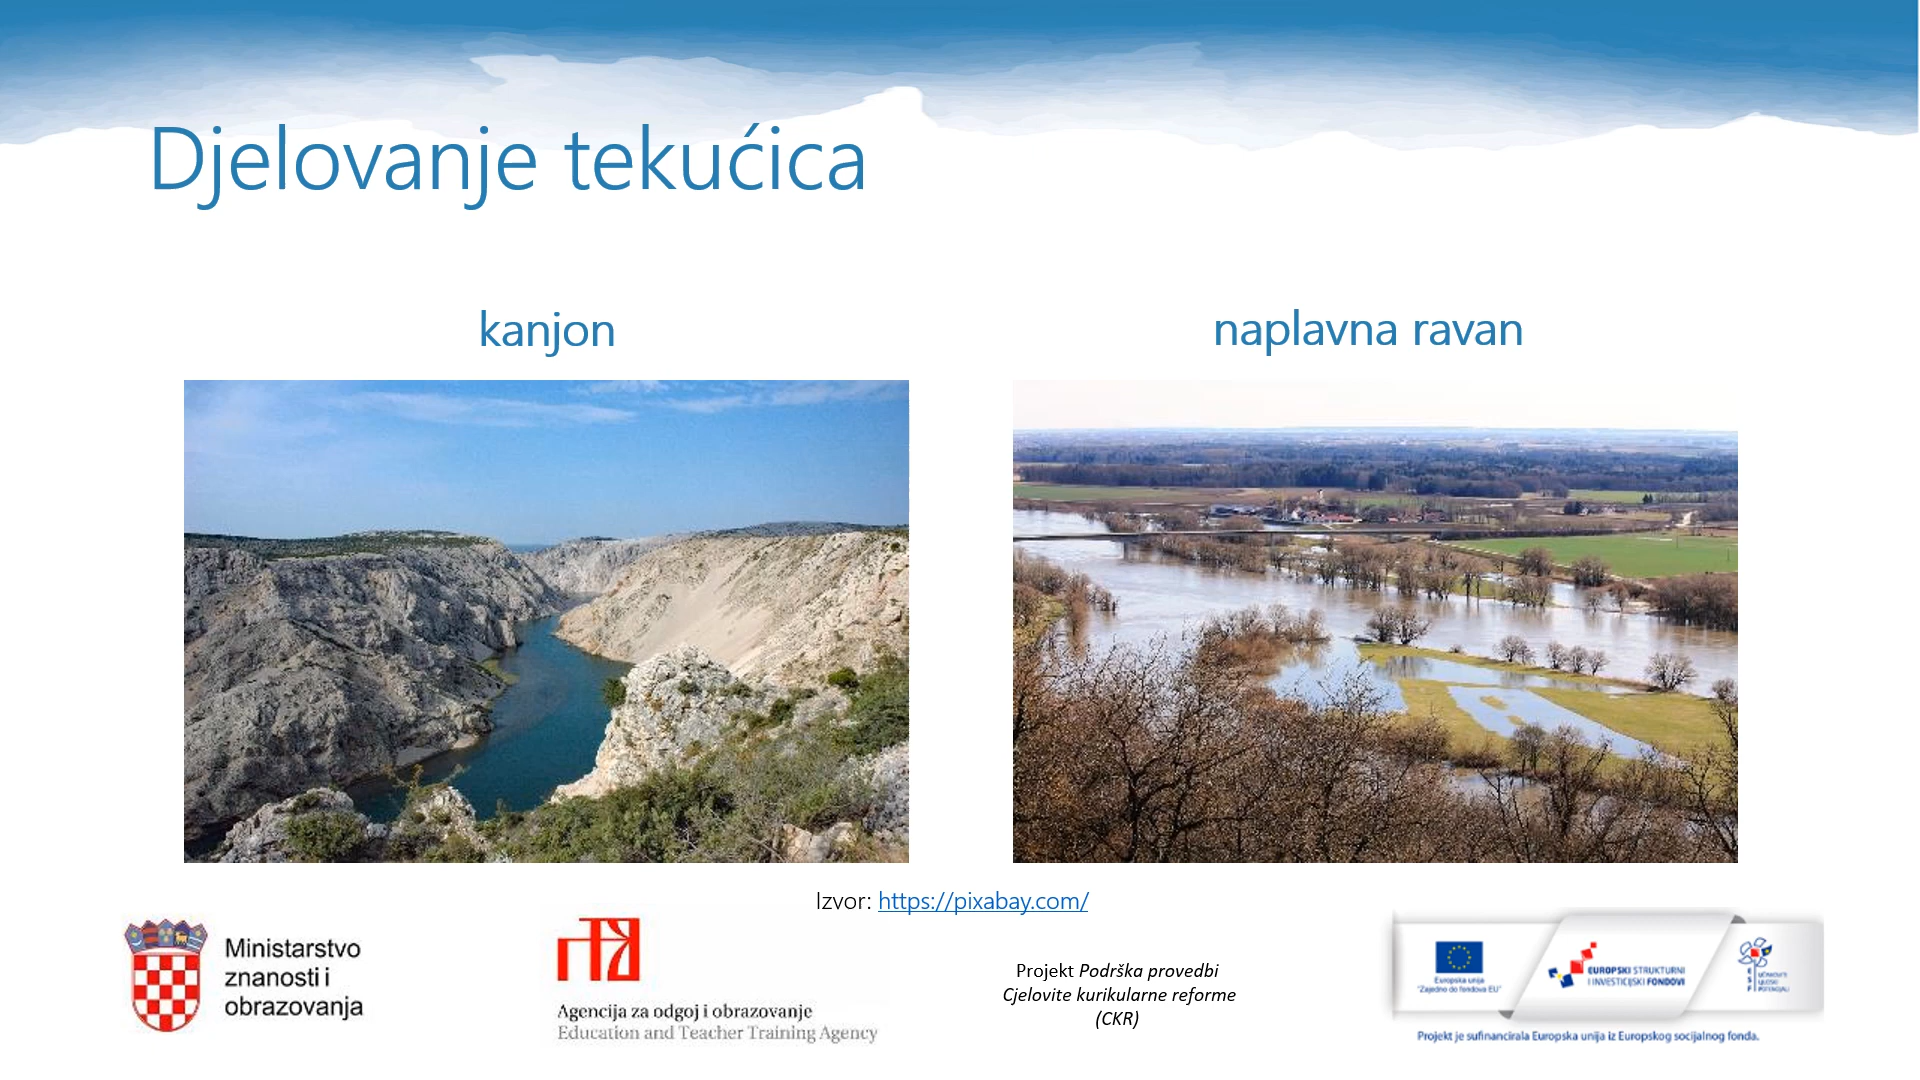 Djelovanje tekućica
kanjon
naplavna ravan
Izvor: https://pixabay.com/
Ministarstvo
znanosti i
obrazovanja
Agencija za odgoj i obrazovanje
Education and Teacher Training Agency
Projekt Podrška provedbi
Cjelovite kurikularne reforme
(CKR)
Europska unija
"Zajedno do fondova EU"
EUROPSKI STRUKTURNI
I INVESTICIJSKI FONDOVI
Projekt je sufinancirala Europska unija iz Europskog socijalnog fonda.